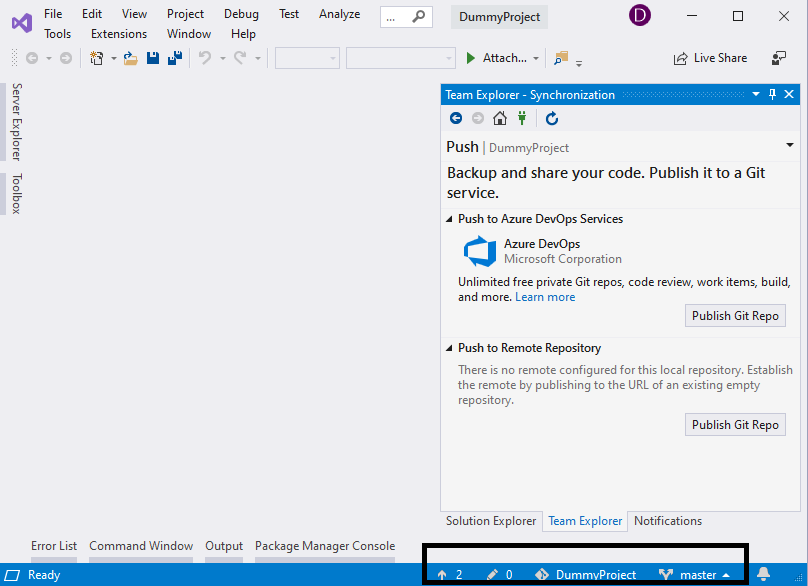 File Edit View Project Debug Test Analyze ... DummyProject D
Tools Extensions Window Help
Attach... Live Share
Server Explorer
Toolbox
Team Explorer - Synchronization
Push | DummyProject
Backup and share your code. Publish it to a Git
service.
Push to Azure DevOps Services
Azure DevOps
Microsoft Corporation
Unlimited free private Git repos, code review, work items, build,
and more. Learn more
Publish Git Repo
Push to Remote Repository
There is no remote configured for this local repository. Establish
the remote by publishing to the URL of an existing empty
repository.
Publish Git Repo
Solution Explorer Team Explorer Notifications
Error List Command Window Output Package Manager Console
Ready 2 0 DummyProject master